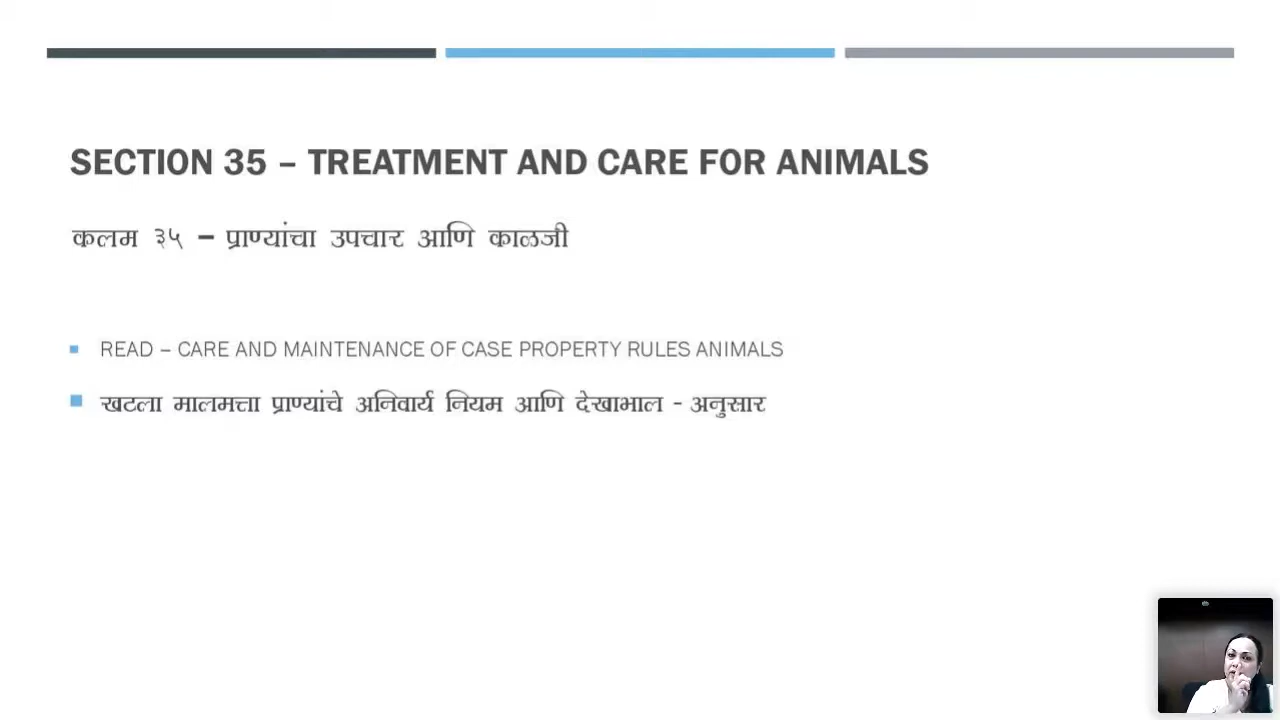 SECTION 35 – TREATMENT AND CARE FOR ANIMALS
कलम ३५ – प्राण्यांचा उपचार आणि काळजी
READ – CARE AND MAINTENANCE OF CASE PROPERTY RULES ANIMALS
खटला मालमत्ता प्राण्यांचे अनिवार्य नियम आणि देखाभाल - अनुसार